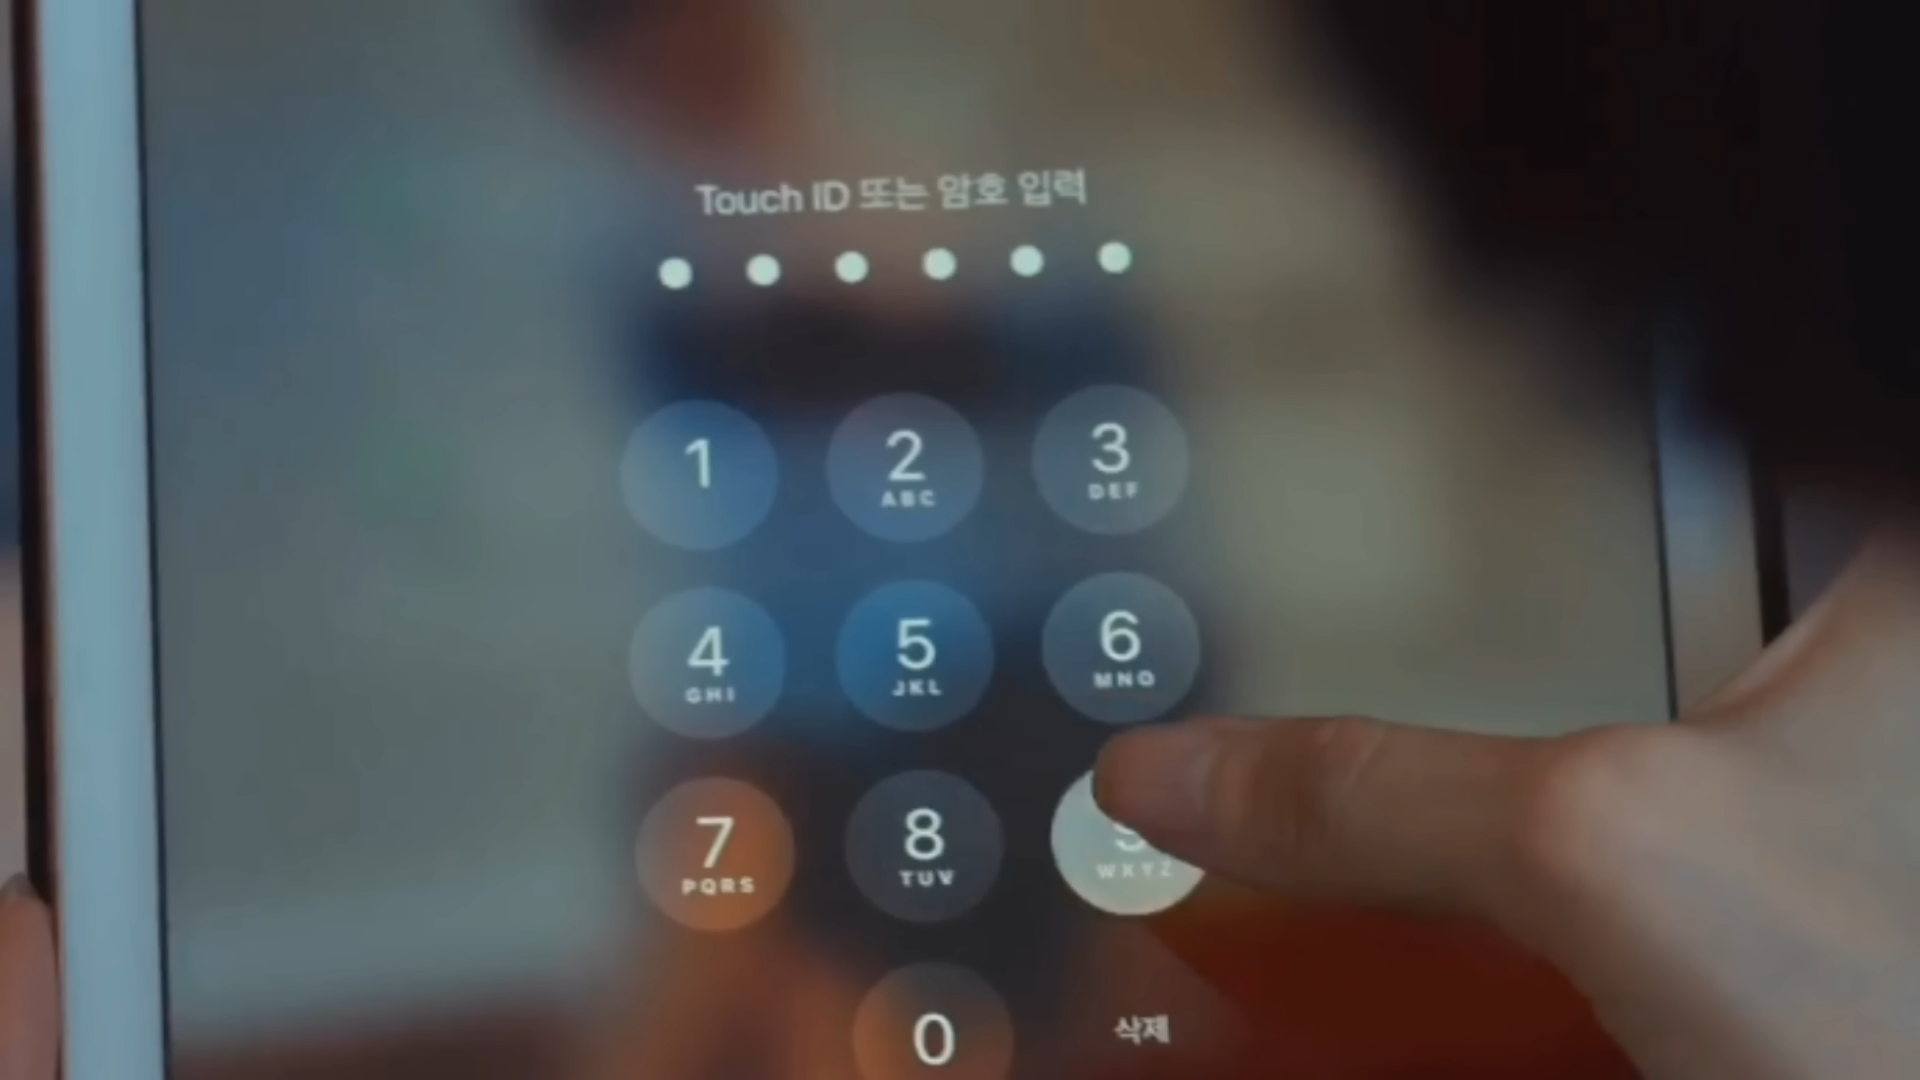 Touch ID 또는 암호 입력
1 2 3
ABC DEF
4 5 6
GHI JKL MNO
7 8 9
PQRS TUV WXYZ
0 삭제